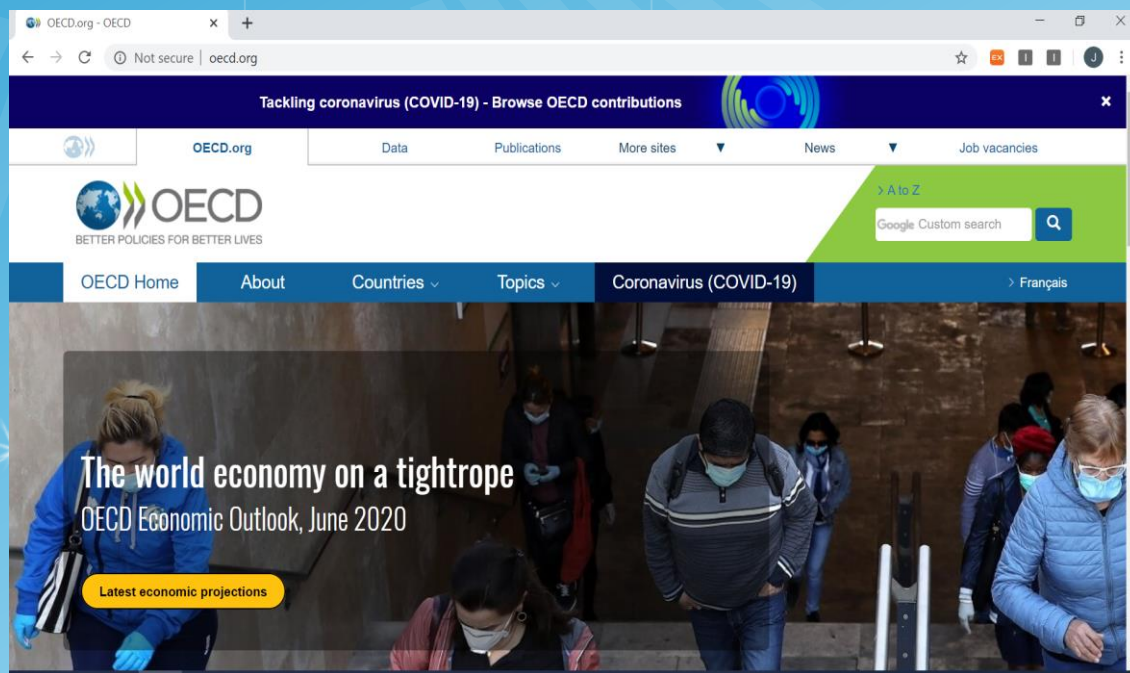 OECD.org - OECD
Not secure | oecd.org
EX I I J
Tackling coronavirus (COVID-19) - Browse OECD contributions
OECD.org Data Publications More sites ▼ News ▼ Job vacancies
> A to Z
OECD
Google Custom search
BETTER POLICIES FOR BETTER LIVES
OECD Home About Countries Topics Coronavirus (COVID-19) > Français
The world economy on a tightrope
OECD Economic Outlook, June 2020
Latest economic projections